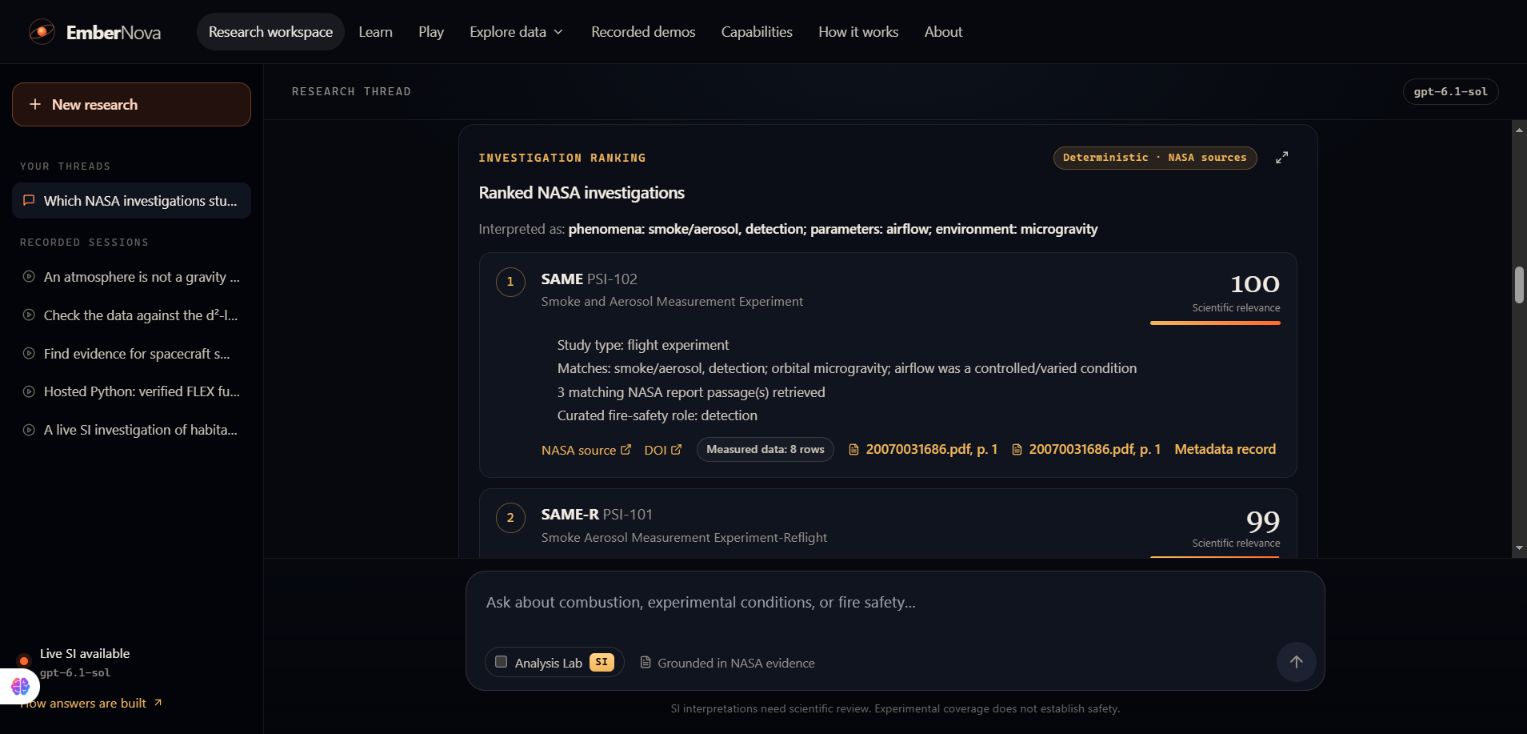 EmberNova
Research workspace
Learn
Play
Explore data
Recorded demos
Capabilities
How it works
About
+ New research
YOUR THREADS
Which NASA investigations stu...
RECORDED SESSIONS
An atmosphere is not a gravity ...
Check the data against the d²-l...
Find evidence for spacecraft s...
Hosted Python: verified FLEX fu...
A live SI investigation of habita...
Live SI available
gpt-6.1-sol
How answers are built ↗
RESEARCH THREAD
gpt-6.1-sol
INVESTIGATION RANKING
Deterministic · NASA sources
Ranked NASA investigations
Interpreted as: phenomena: smoke/aerosol, detection; parameters: airflow; environment: microgravity
1
SAME PSI-102
Smoke and Aerosol Measurement Experiment
100
Scientific relevance
Study type: flight experiment
Matches: smoke/aerosol, detection; orbital microgravity; airflow was a controlled/varied condition
3 matching NASA report passage(s) retrieved
Curated fire-safety role: detection
NASA source
DOI
Measured data: 8 rows
20070031686.pdf, p. 1
20070031686.pdf, p. 1
Metadata record
2
SAME-R PSI-101
Smoke Aerosol Measurement Experiment-Reflight
99
Scientific relevance
Ask about combustion, experimental conditions, or fire safety...
Analysis Lab SI
Grounded in NASA evidence
SI interpretations need scientific review. Experimental coverage does not establish safety.